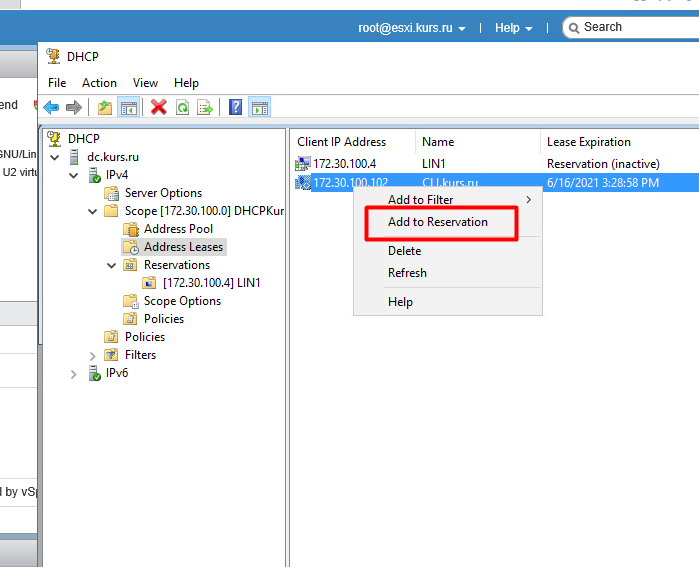 root@esxi.kurs.ru | Help | Search
DHCP
File Action View Help
end
GNU/Lin
U2 virtu
d by vSp
DHCP
dc.kurs.ru
IPv4
Server Options
Scope [172.30.100.0] DHCPKur
Address Pool
Address Leases
Reservations
[172.30.100.4] LIN1
Scope Options
Policies
Policies
Filters
IPv6
Client IP Address Name Lease Expiration
172.30.100.4 LIN1 Reservation (inactive)
172.30.100.102 CLI.kurs.ru 6/16/2021 3:28:58 PM
Add to Filter
Add to Reservation
Delete
Refresh
Help